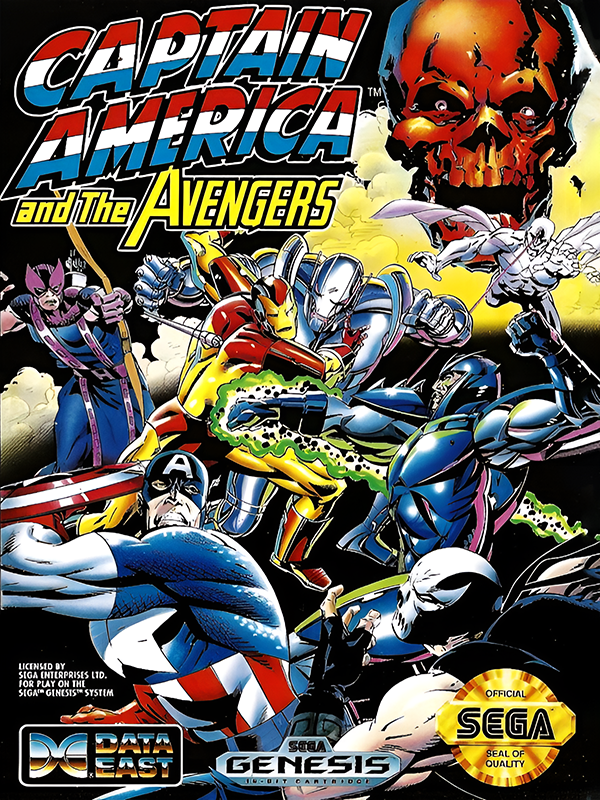 CAPTAIN
AMERICA
TM
and The AVENGERS
A
LICENSED BY
SEGA ENTERPRISES LTD.
FOR PLAY ON THE
SEGA™ GENESIS™ SYSTEM
DATA
EAST
SEGA
GENESIS
16-BIT CARTRIDGE
OFFICIAL
SEGA
SEAL OF
QUALITY